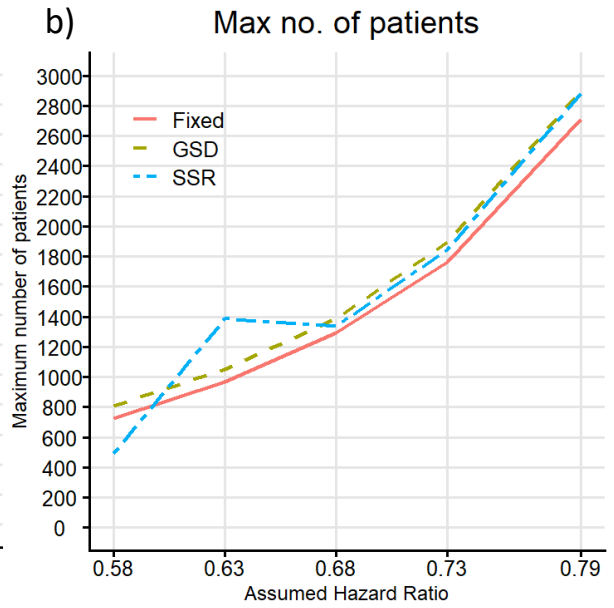 b) Max no. of patients
3000
2800
2600
2400
2200
2000
1800
1600
1400
1200
1000
800
600
400
200
0
Maximum number of patients
Fixed
GSD
SSR
0.58 0.63 0.68 0.73 0.79
Assumed Hazard Ratio